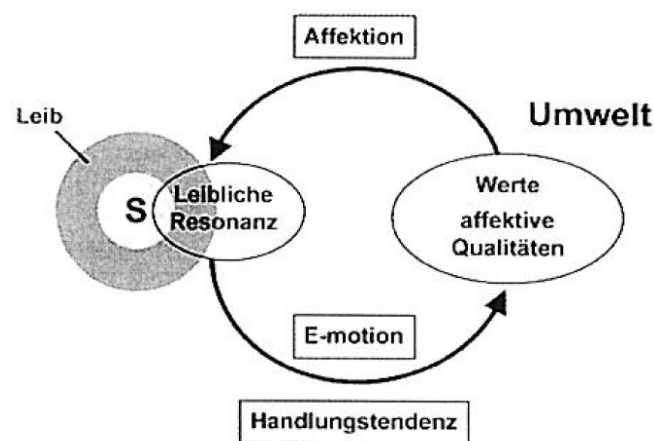 Affektion
Umwelt
Leib
S
Leibliche
Resonanz
Werte
affektive
Qualitäten
E-motion
Handlungstendenz